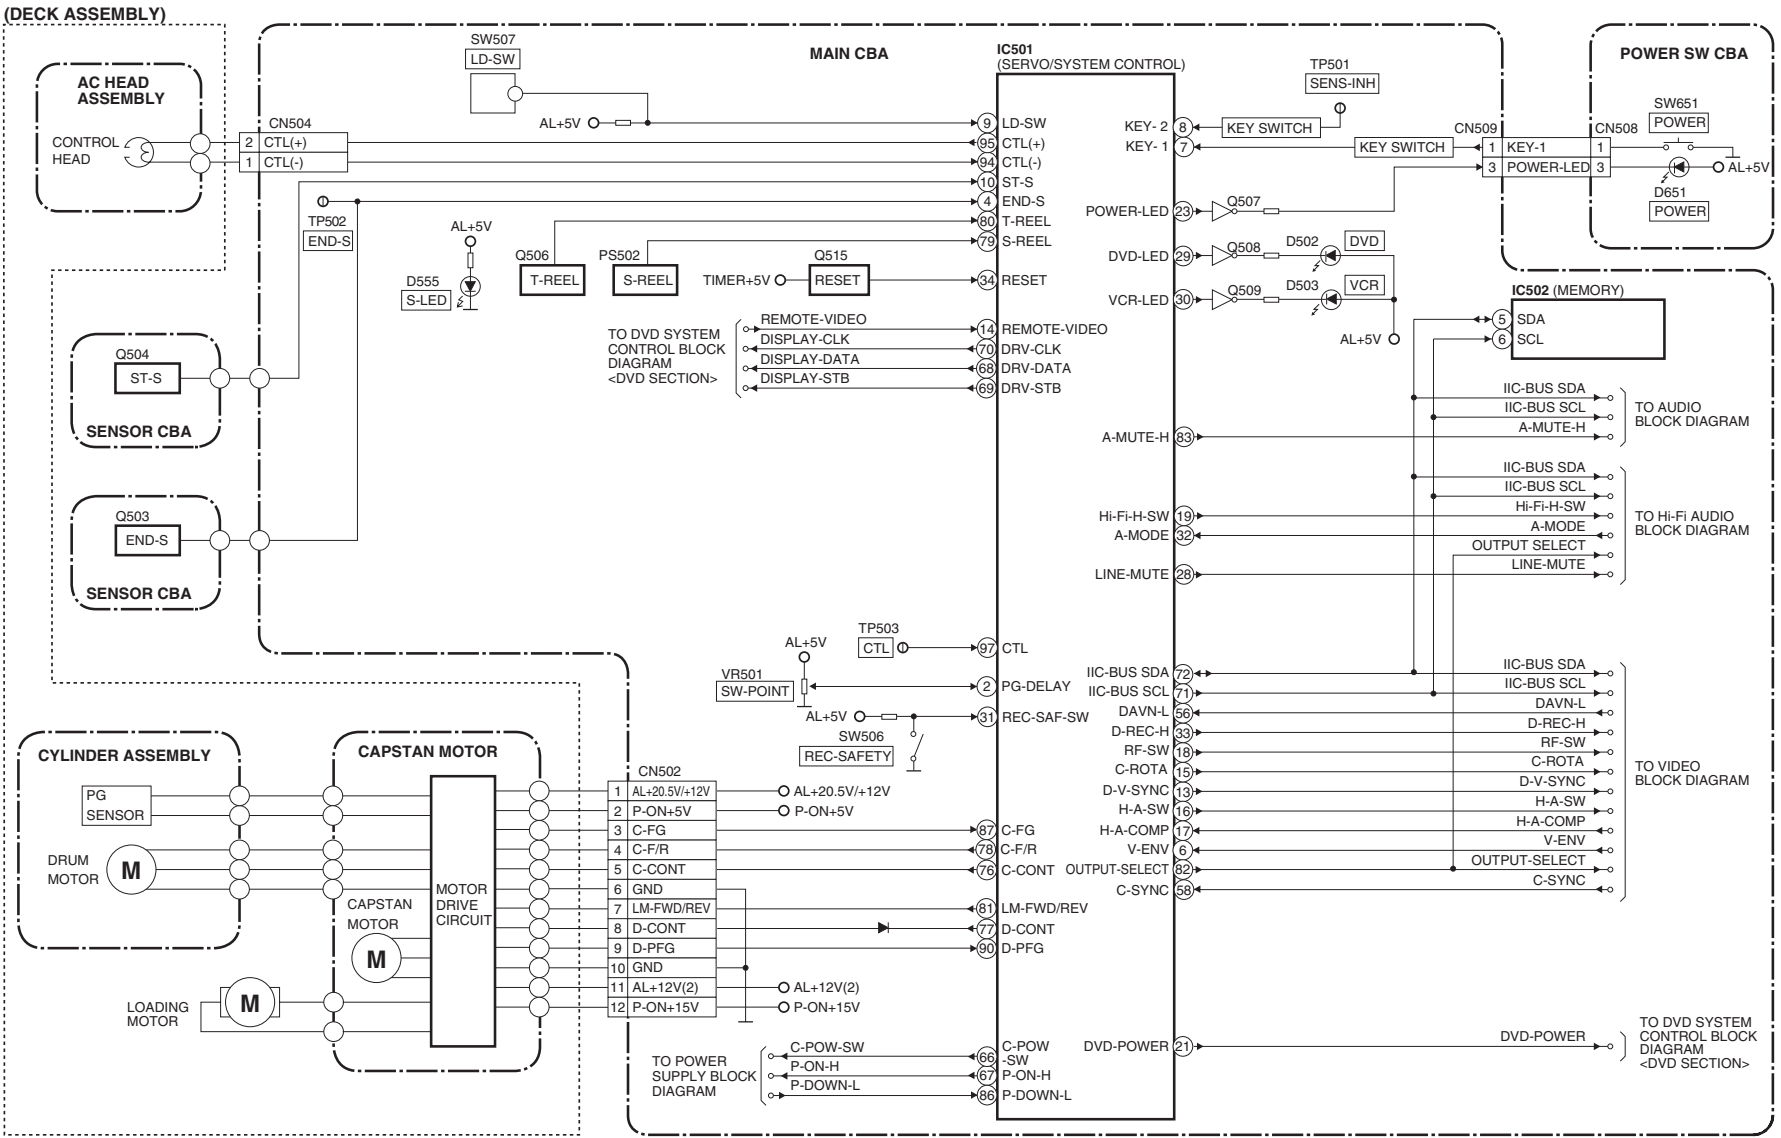 (DECK ASSEMBLY)
AC HEAD
ASSEMBLY
CONTROL
HEAD
CN504
2 CTL(+)
1 CTL(-)
SW507
LD-SW
AL+5V
MAIN CBA
TP502
END-S
AL+5V
D555
S-LED
Q506
T-REEL
PS502
S-REEL
Q515
TIMER+5V
RESET
TO DVD SYSTEM
CONTROL BLOCK
DIAGRAM
<DVD SECTION>
REMOTE-VIDEO
DISPLAY-CLK
DISPLAY-DATA
DISPLAY-STB
Q504
ST-S
SENSOR CBA
Q503
END-S
SENSOR CBA
IC501
(SERVO/SYSTEM CONTROL)
9 LD-SW
95 CTL(+)
94 CTL(-)
10 ST-S
4 END-S
80 T-REEL
79 S-REEL
34 RESET
14 REMOTE-VIDEO
70 DRV-CLK
68 DRV-DATA
69 DRV-STB
TP503
CTL
97 CTL
AL+5V
VR501
SW-POINT
2 PG-DELAY
AL+5V
31 REC-SAF-SW
SW506
REC-SAFETY
CYLINDER ASSEMBLY
PG
SENSOR
DRUM
MOTOR
M
CAPSTAN MOTOR
CAPSTAN
MOTOR
M
MOTOR
DRIVE
CIRCUIT
LOADING
MOTOR
M
CN502
1 AL+20.5V/+12V
2 P-ON+5V
3 C-FG
4 C-F/R
5 C-CONT
6 GND
7 LM-FWD/REV
8 D-CONT
9 D-PFG
10 GND
11 AL+12V(2)
12 P-ON+15V
AL+20.5V/+12V
P-ON+5V
AL+12V(2)
P-ON+15V
87 C-FG
78 C-F/R
76 C-CONT
81 LM-FWD/REV
77 D-CONT
90 D-PFG
TO POWER
SUPPLY BLOCK
DIAGRAM
C-POW-SW
P-ON-H
P-DOWN-L
66 C-POW
-SW
67 P-ON-H
86 P-DOWN-L
KEY- 2 8
KEY- 1 7
KEY SWITCH
KEY SWITCH
TP501
SENS-INH
POWER-LED 23
Q507
DVD-LED 29
Q508
D502
DVD
VCR-LED 30
Q509
D503
VCR
AL+5V
CN509
1 KEY-1 1
3 POWER-LED 3
CN508
POWER SW CBA
SW651
POWER
AL+5V
D651
POWER
IC502 (MEMORY)
5 SDA
6 SCL
A-MUTE-H 83
IIC-BUS SDA
IIC-BUS SCL
A-MUTE-H
TO AUDIO
BLOCK DIAGRAM
Hi-Fi-H-SW 19
A-MODE 32
LINE-MUTE 28
IIC-BUS SDA
IIC-BUS SCL
Hi-Fi-H-SW
A-MODE
OUTPUT SELECT
LINE-MUTE
TO Hi-Fi AUDIO
BLOCK DIAGRAM
IIC-BUS SDA 72
IIC-BUS SCL 71
DAVN-L 56
D-REC-H 33
RF-SW 18
C-ROTA 15
D-V-SYNC 13
H-A-SW 16
H-A-COMP 17
V-ENV 6
OUTPUT-SELECT 82
C-SYNC 58
IIC-BUS SDA
IIC-BUS SCL
DAVN-L
D-REC-H
RF-SW
C-ROTA
D-V-SYNC
H-A-SW
H-A-COMP
V-ENV
OUTPUT-SELECT
C-SYNC
TO VIDEO
BLOCK DIAGRAM
DVD-POWER 21
DVD-POWER
TO DVD SYSTEM
CONTROL BLOCK
DIAGRAM
<DVD SECTION>